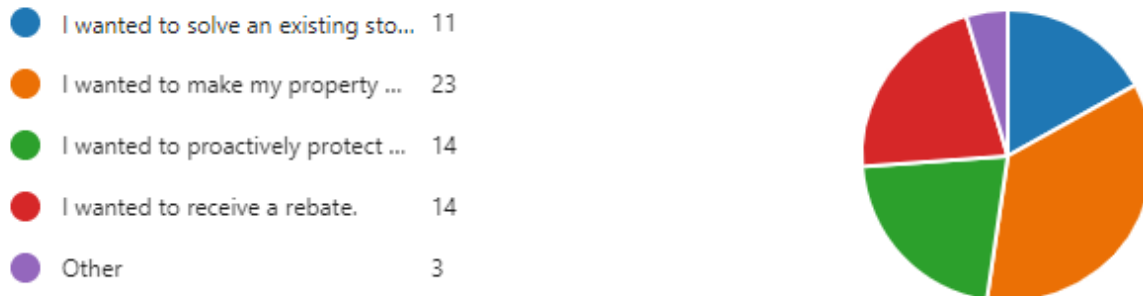 I wanted to solve an existing sto... 11
I wanted to make my property ... 23
I wanted to proactively protect ... 14
I wanted to receive a rebate. 14
Other 3